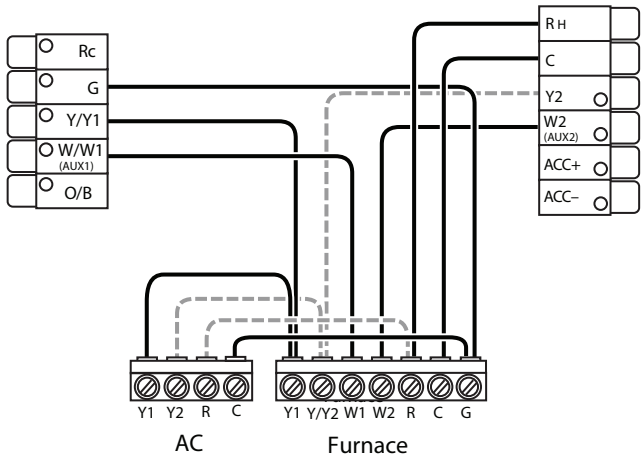 Rc
G
Y/Y1
W/W1
(AUX1)
O/B
RH
C
Y2
W2
(AUX2)
ACC+
ACC–
Y1 Y2 R C
Y1 Y/Y2 W1 W2 R C G
AC
Furnace